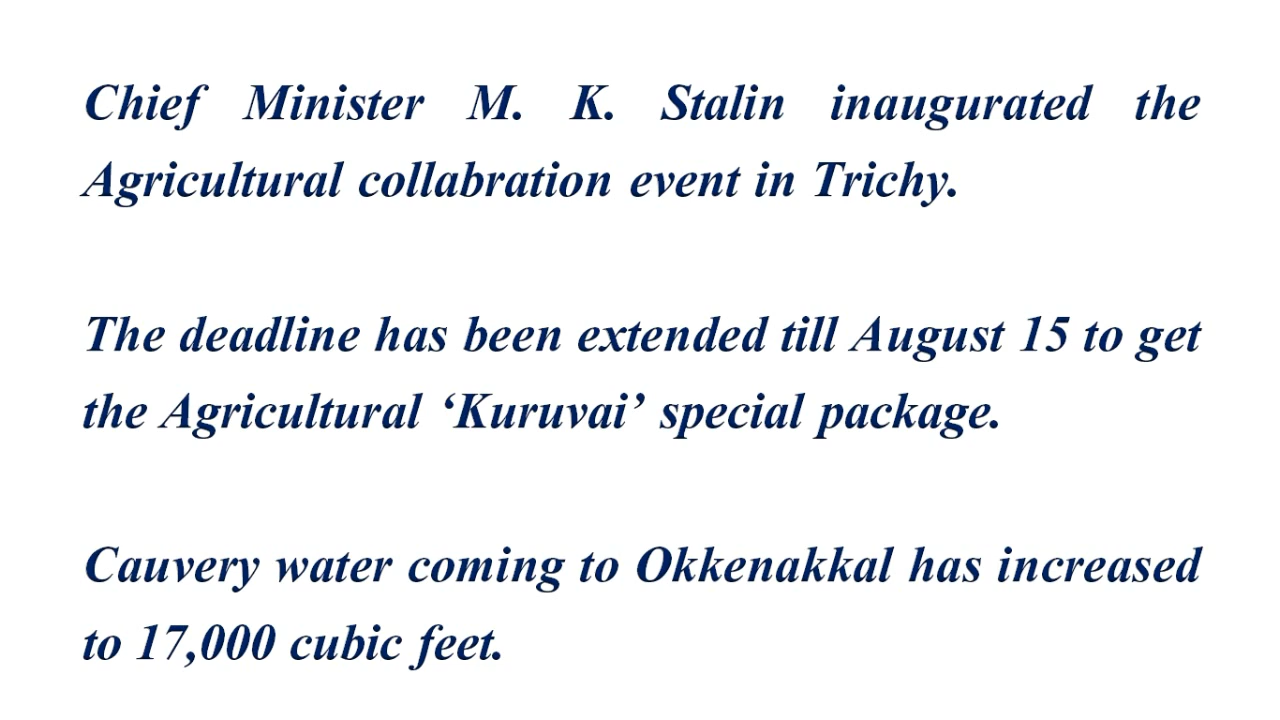 Chief Minister M. K. Stalin inaugurated the
Agricultural collabration event in Trichy.
The deadline has been extended till August 15 to get
the Agricultural ‘Kuruvai’ special package.
Cauvery water coming to Okkenakkal has increased
to 17,000 cubic feet.